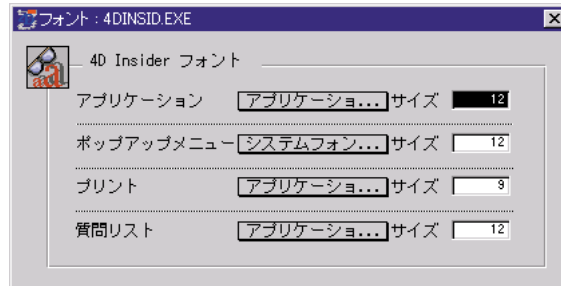 フォント : 4DINSID.EXE
4D Insider フォント
アプリケーション アプリケーショ... サイズ 12
ポップアップメニュー システムフォン... サイズ 12
プリント アプリケーショ... サイズ 9
質問リスト アプリケーショ... サイズ 12